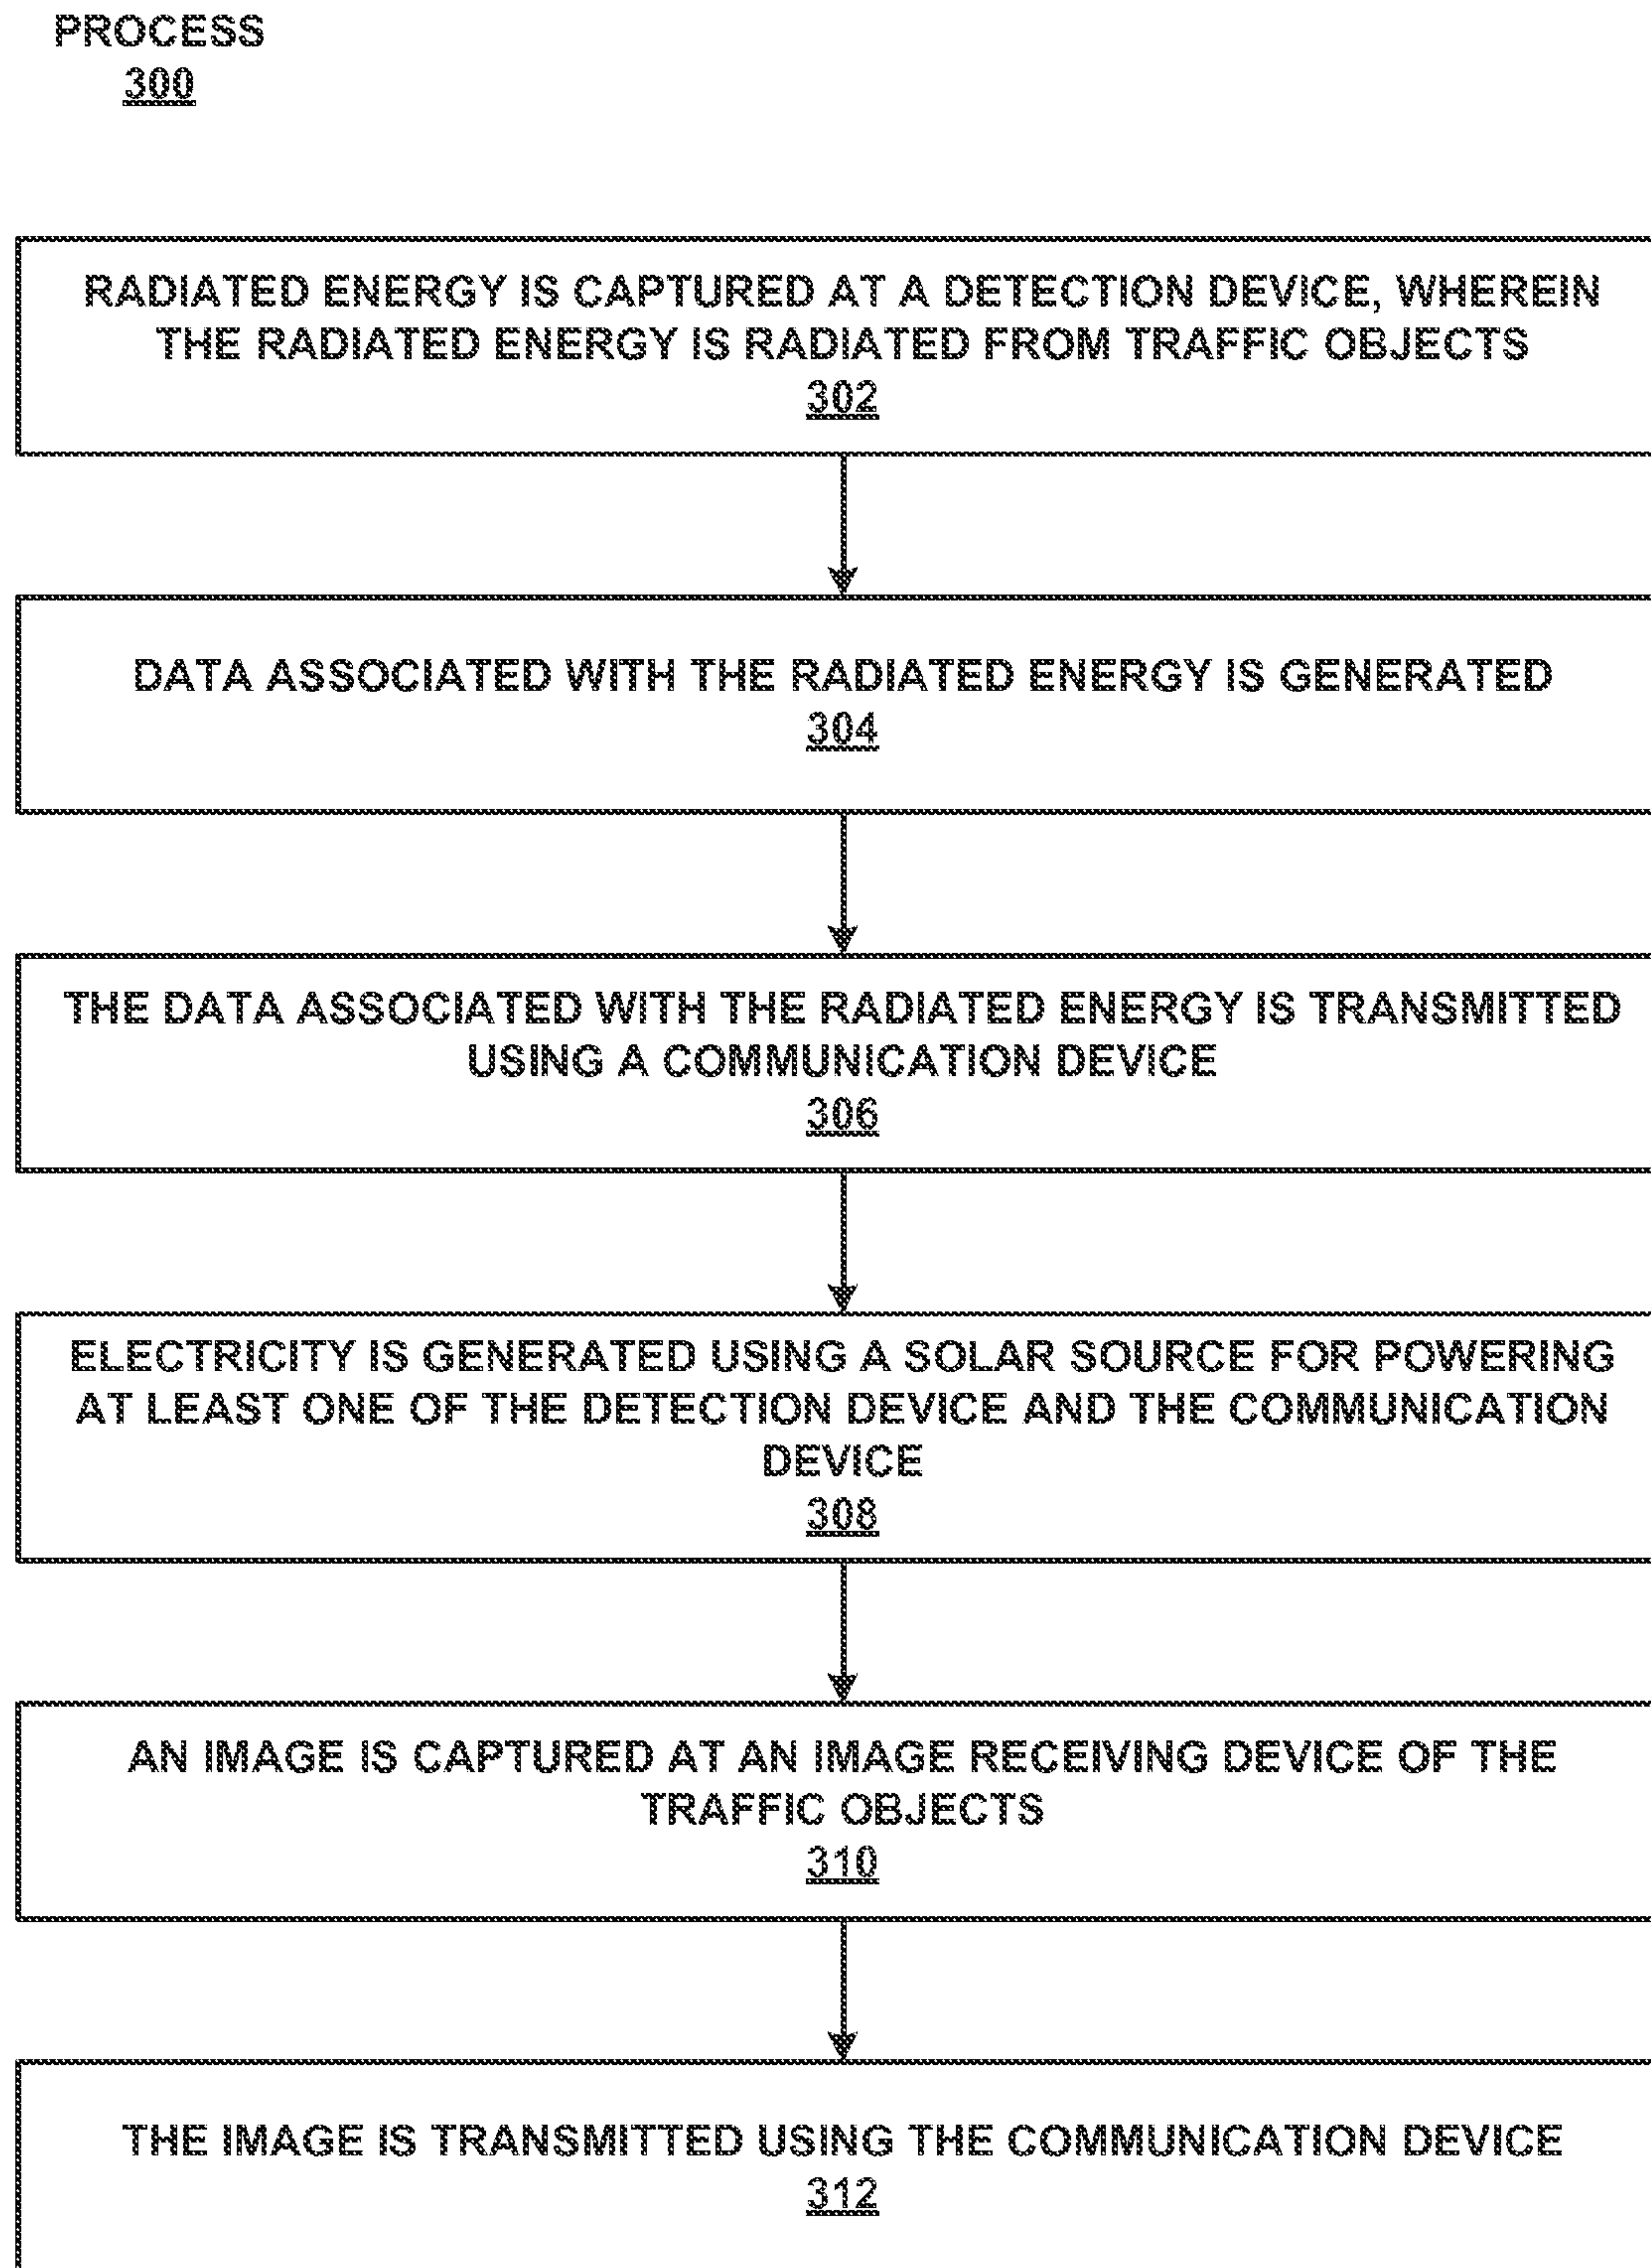 PROCESS
300
RADIATED ENERGY IS CAPTURED AT A DETECTION DEVICE, WHEREIN
THE RADIATED ENERGY IS RADIATED FROM TRAFFIC OBJECTS
302
DATA ASSOCIATED WITH THE RADIATED ENERGY IS GENERATED
304
THE DATA ASSOCIATED WITH THE RADIATED ENERGY IS TRANSMITTED
USING A COMMUNICATION DEVICE
306
ELECTRICITY IS GENERATED USING A SOLAR SOURCE FOR POWERING
AT LEAST ONE OF THE DETECTION DEVICE AND THE COMMUNICATION
DEVICE
308
AN IMAGE IS CAPTURED AT AN IMAGE RECEIVING DEVICE OF THE
TRAFFIC OBJECTS
310
THE IMAGE IS TRANSMITTED USING THE COMMUNICATION DEVICE
312